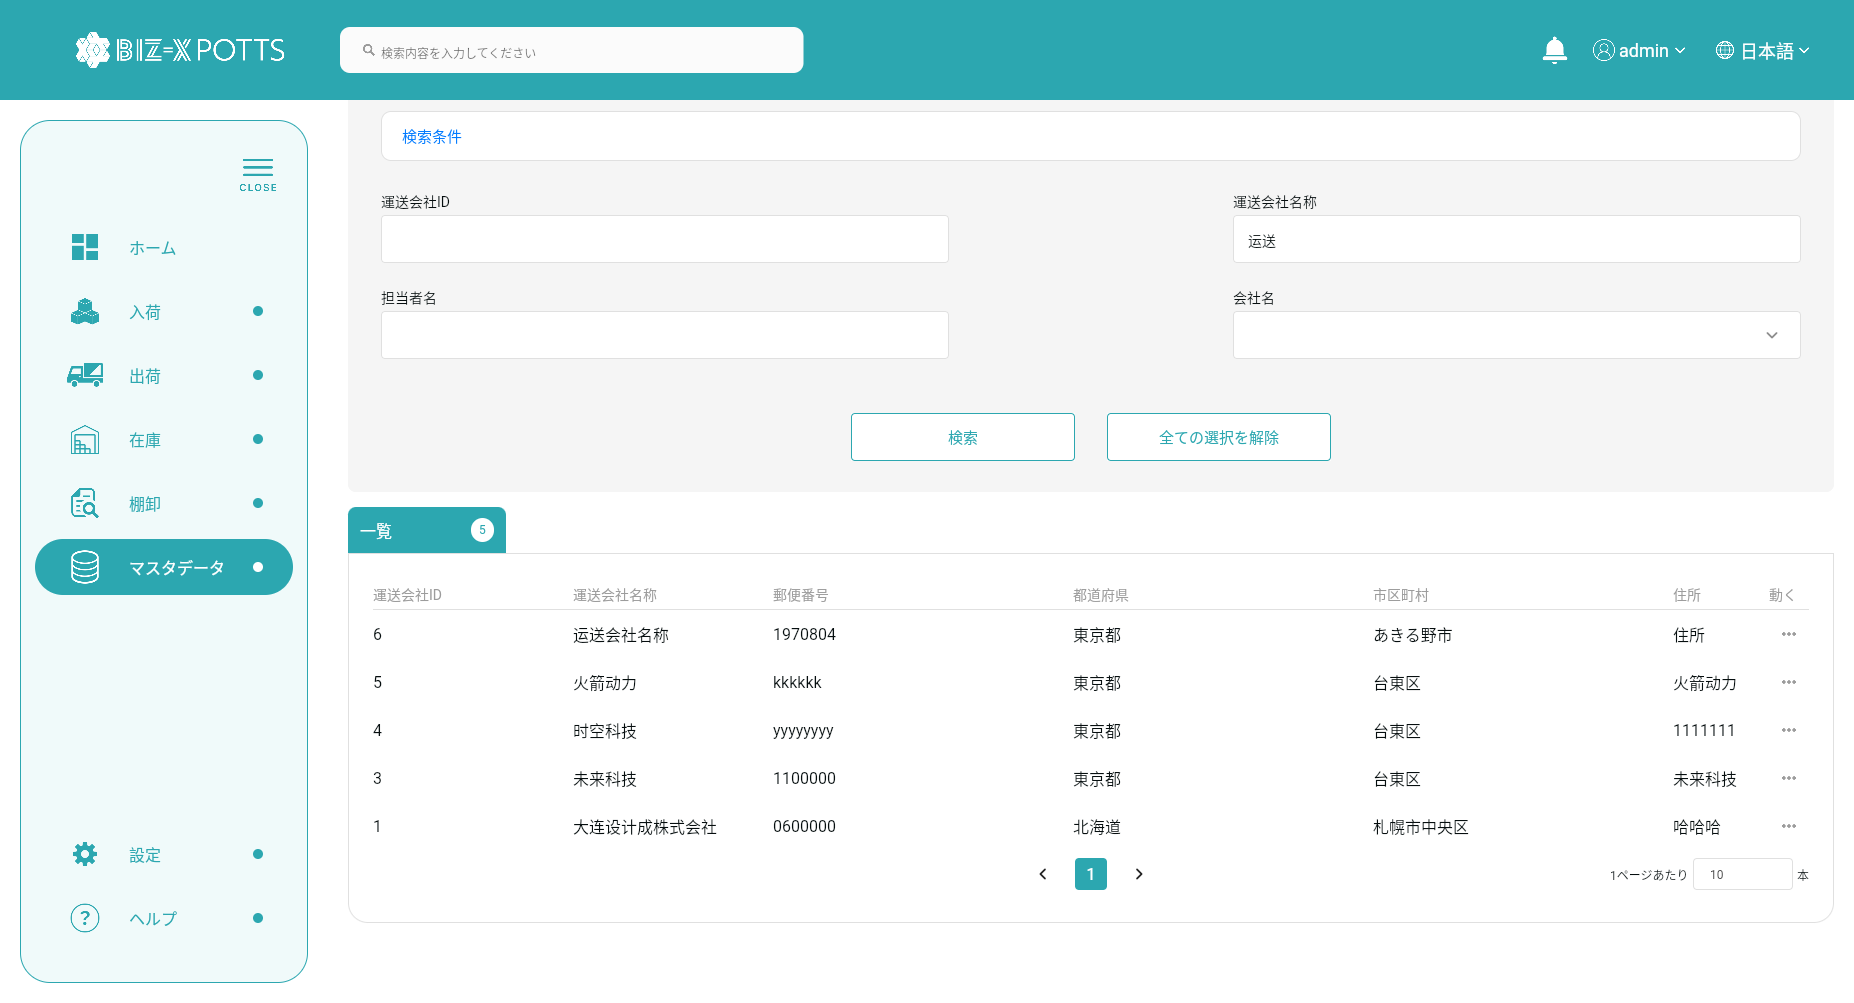 BIZ-X POTTS
検索内容を入力してください
admin
日本語
CLOSE
ホーム
入荷
出荷
在庫
棚卸
マスタデータ
設定
ヘルプ
検索条件
運送会社ID
運送会社名称
运送
担当者名
会社名
検索
全ての選択を解除
一覧 5
運送会社ID 運送会社名称 郵便番号 都道府県 市区町村 住所 動く
6 运送会社名称 1970804 東京都 あきる野市 住所
5 火箭动力 kkkkkk 東京都 台東区 火箭动力
4 时空科技 yyyyyyyy 東京都 台東区 1111111
3 未来科技 1100000 東京都 台東区 未来科技
1 大连设计成株式会社 0600000 北海道 札幌市中央区 哈哈哈
1
1ページあたり 10 本